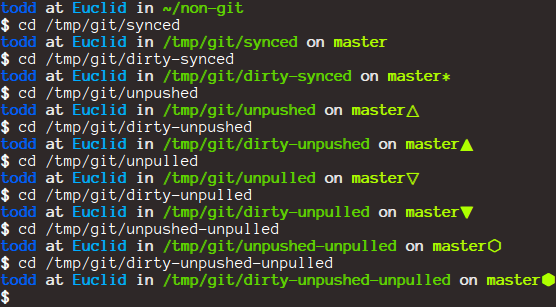 todd at Euclid in ~/non-git
$ cd /tmp/git/synced
todd at Euclid in /tmp/git/synced on master
$ cd /tmp/git/dirty-synced
todd at Euclid in /tmp/git/dirty-synced on master*
$ cd /tmp/git/unpushed
todd at Euclid in /tmp/git/unpushed on master△
$ cd /tmp/git/dirty-unpushed
todd at Euclid in /tmp/git/dirty-unpushed on master▲
$ cd /tmp/git/unpulled
todd at Euclid in /tmp/git/unpulled on master▽
$ cd /tmp/git/dirty-unpulled
todd at Euclid in /tmp/git/dirty-unpulled on master▼
$ cd /tmp/git/unpushed-unpulled
todd at Euclid in /tmp/git/unpushed-unpulled on master⬡
$ cd /tmp/git/dirty-unpushed-unpulled
todd at Euclid in /tmp/git/dirty-unpushed-unpulled on master⬢
$